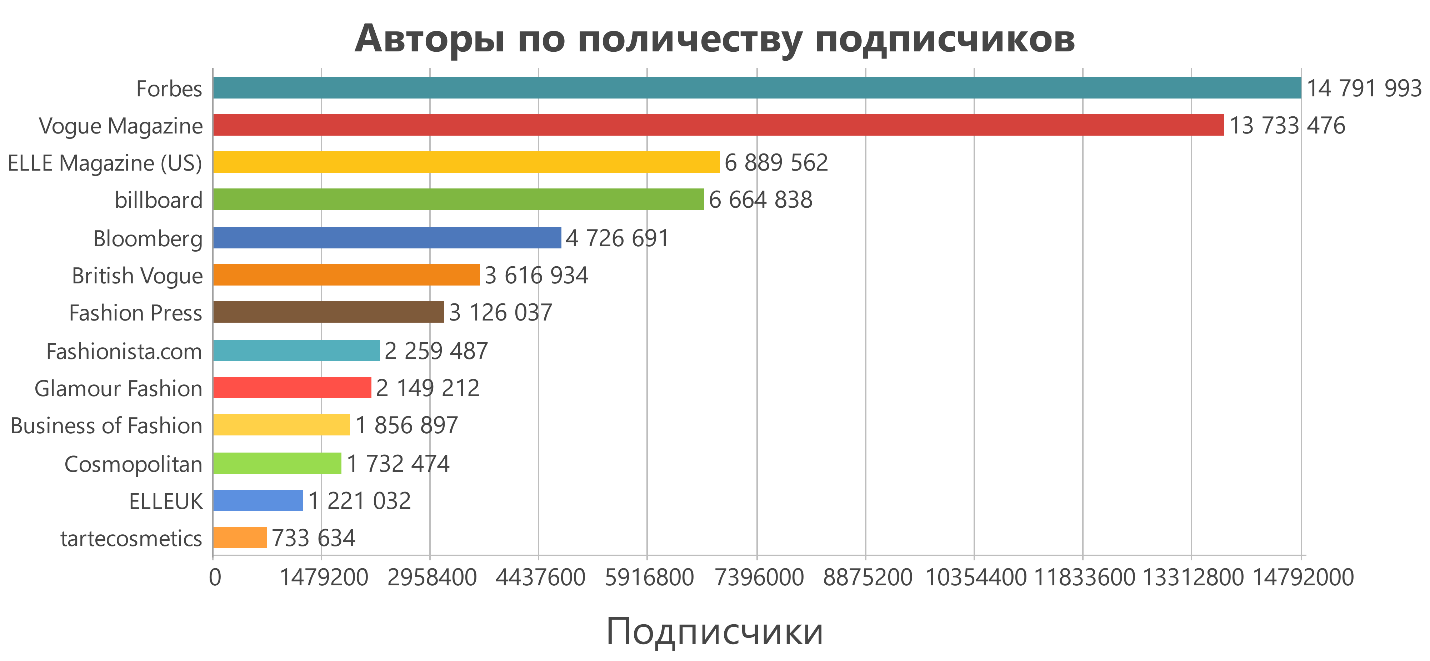 Авторы по поличеству подписчиков
Forbes 14 791 993
Vogue Magazine 13 733 476
ELLE Magazine (US) 6 889 562
billboard 6 664 838
Bloomberg 4 726 691
British Vogue 3 616 934
Fashion Press 3 126 037
Fashionista.com 2 259 487
Glamour Fashion 2 149 212
Business of Fashion 1 856 897
Cosmopolitan 1 732 474
ELLEUK 1 221 032
tartecosmetics 733 634
0 1479200 2958400 4437600 5916800 7396000 8875200 10354400 11833600 13312800 14792000
Подписчики